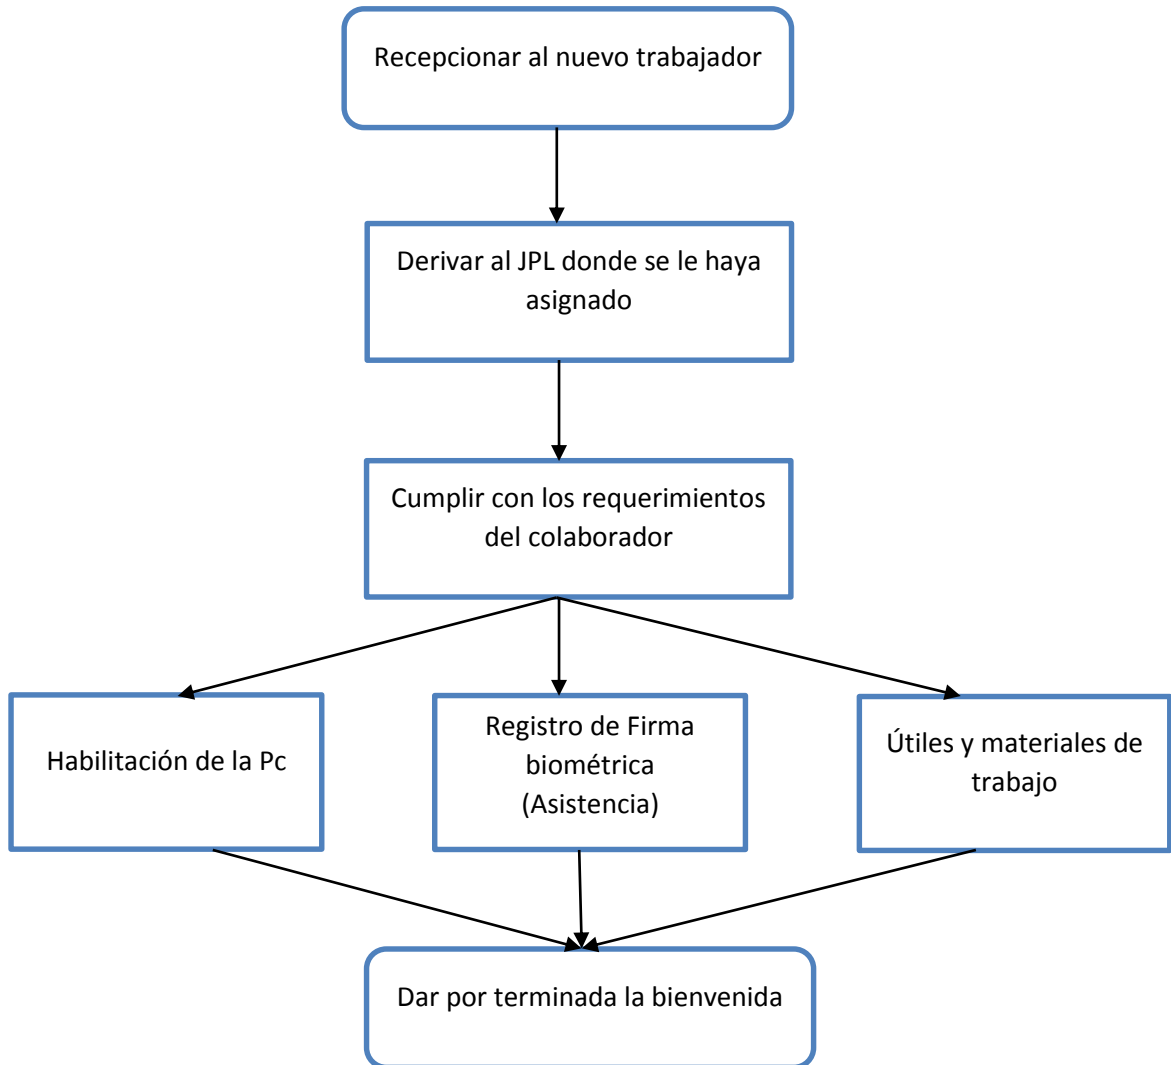 Recepcionar al nuevo trabajador
Derivar al JPL donde se le haya
asignado
Cumplir con los requerimientos
del colaborador
Habilitación de la Pc
Registro de Firma
biométrica
(Asistencia)
Útiles y materiales de
trabajo
Dar por terminada la bienvenida